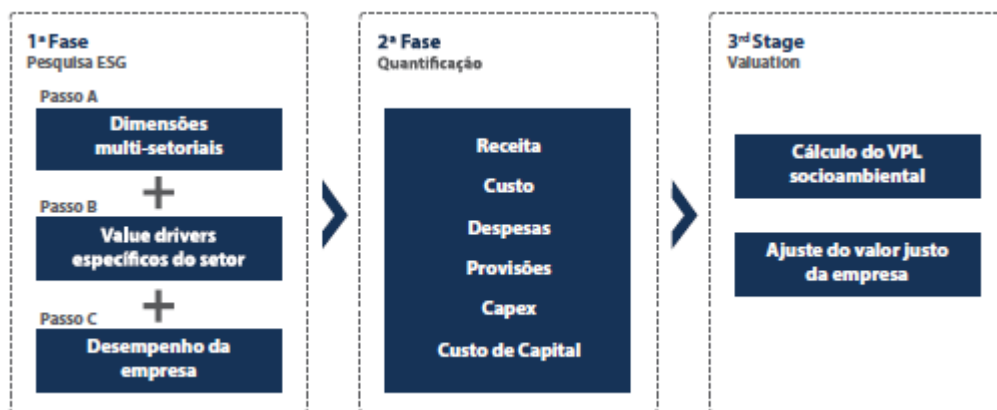 1ª Fase
Pesquisa ESG
Passo A
Dimensões
multi-setoriais
+
Passo B
Value drivers
específicos do setor
+
Passo C
Desempenho da
empresa
2ª Fase
Quantificação
Receita
Custo
Despesas
Provisões
Capex
Custo de Capital
3rd Stage
Valuation
Cálculo do VPL
socioambiental
Ajuste do valor justo
da empresa